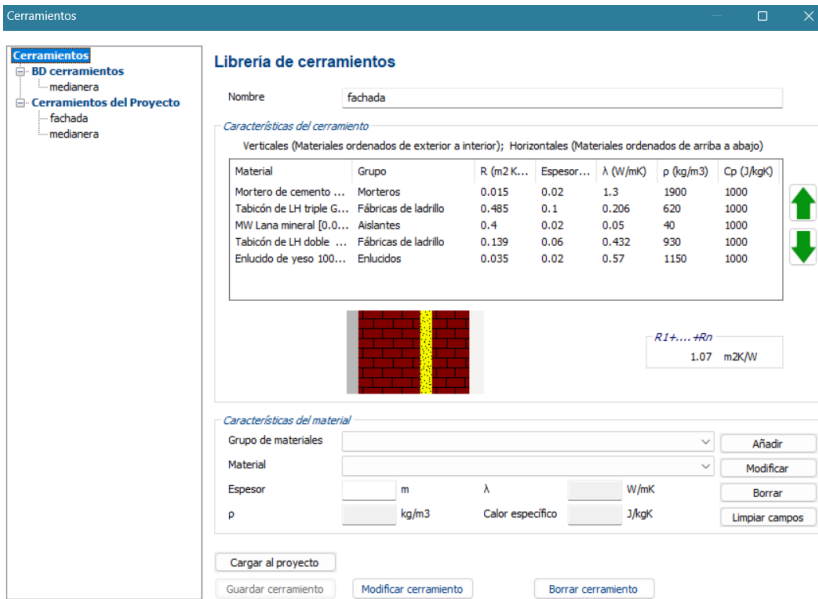 Cerramientos
Cerramientos
BD cerramientos
medianera
Cerramientos del Proyecto
fachada
medianera
Librería de cerramientos
Nombre fachada
Características del cerramiento
Verticales (Materiales ordenados de exterior a interior); Horizontales (Materiales ordenados de arriba a abajo)
Material Grupo R (m2 K... Espesor... λ (W/mK) ρ (kg/m3) Cp (J/kgK)
Mortero de cemento ... Morteros 0.015 0.02 1.3 1900 1000
Tabicón de LH triple G... Fábricas de ladrillo 0.485 0.1 0.206 620 1000
MW Lana mineral [0.0... Aislantes 0.4 0.02 0.05 40 1000
Tabicón de LH doble ... Fábricas de ladrillo 0.139 0.06 0.432 930 1000
Enlucido de yeso 100... Enlucidos 0.035 0.02 0.57 1150 1000
R1+....+Rn
1.07 m2K/W
Características del material
Grupo de materiales Añadir
Material Modificar
Espesor m λ W/mK Borrar
ρ kg/m3 Calor específico J/kgK Limpiar campos
Cargar al proyecto
Guardar cerramiento Modificar cerramiento Borrar cerramiento